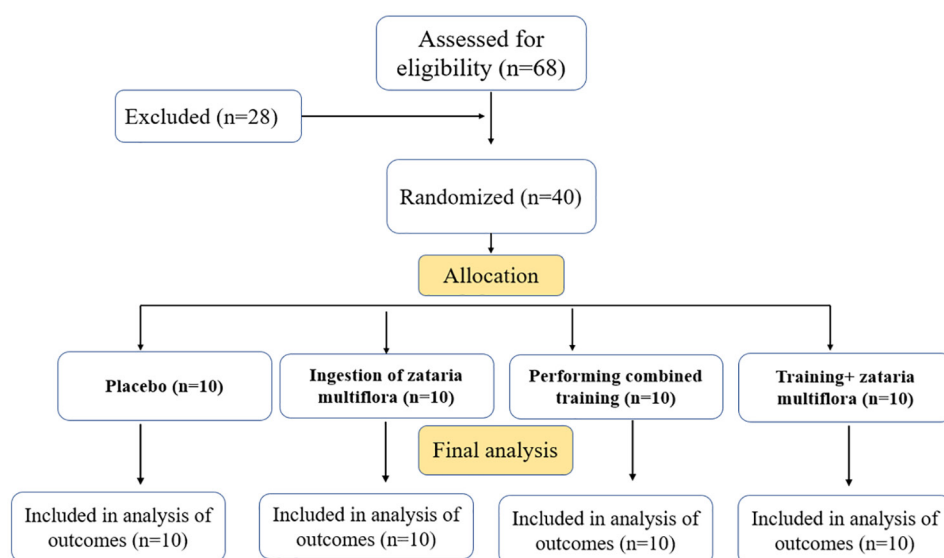 Assessed for
eligibility (n=68)
Excluded (n=28)
Randomized (n=40)
Allocation
Placebo (n=10)
Ingestion of zataria
multiflora (n=10)
Performing combined
training (n=10)
Training+ zataria
multiflora (n=10)
Final analysis
Included in analysis of
outcomes (n=10)
Included in analysis of
outcomes (n=10)
Included in analysis of
outcomes (n=10)
Included in analysis of
outcomes (n=10)